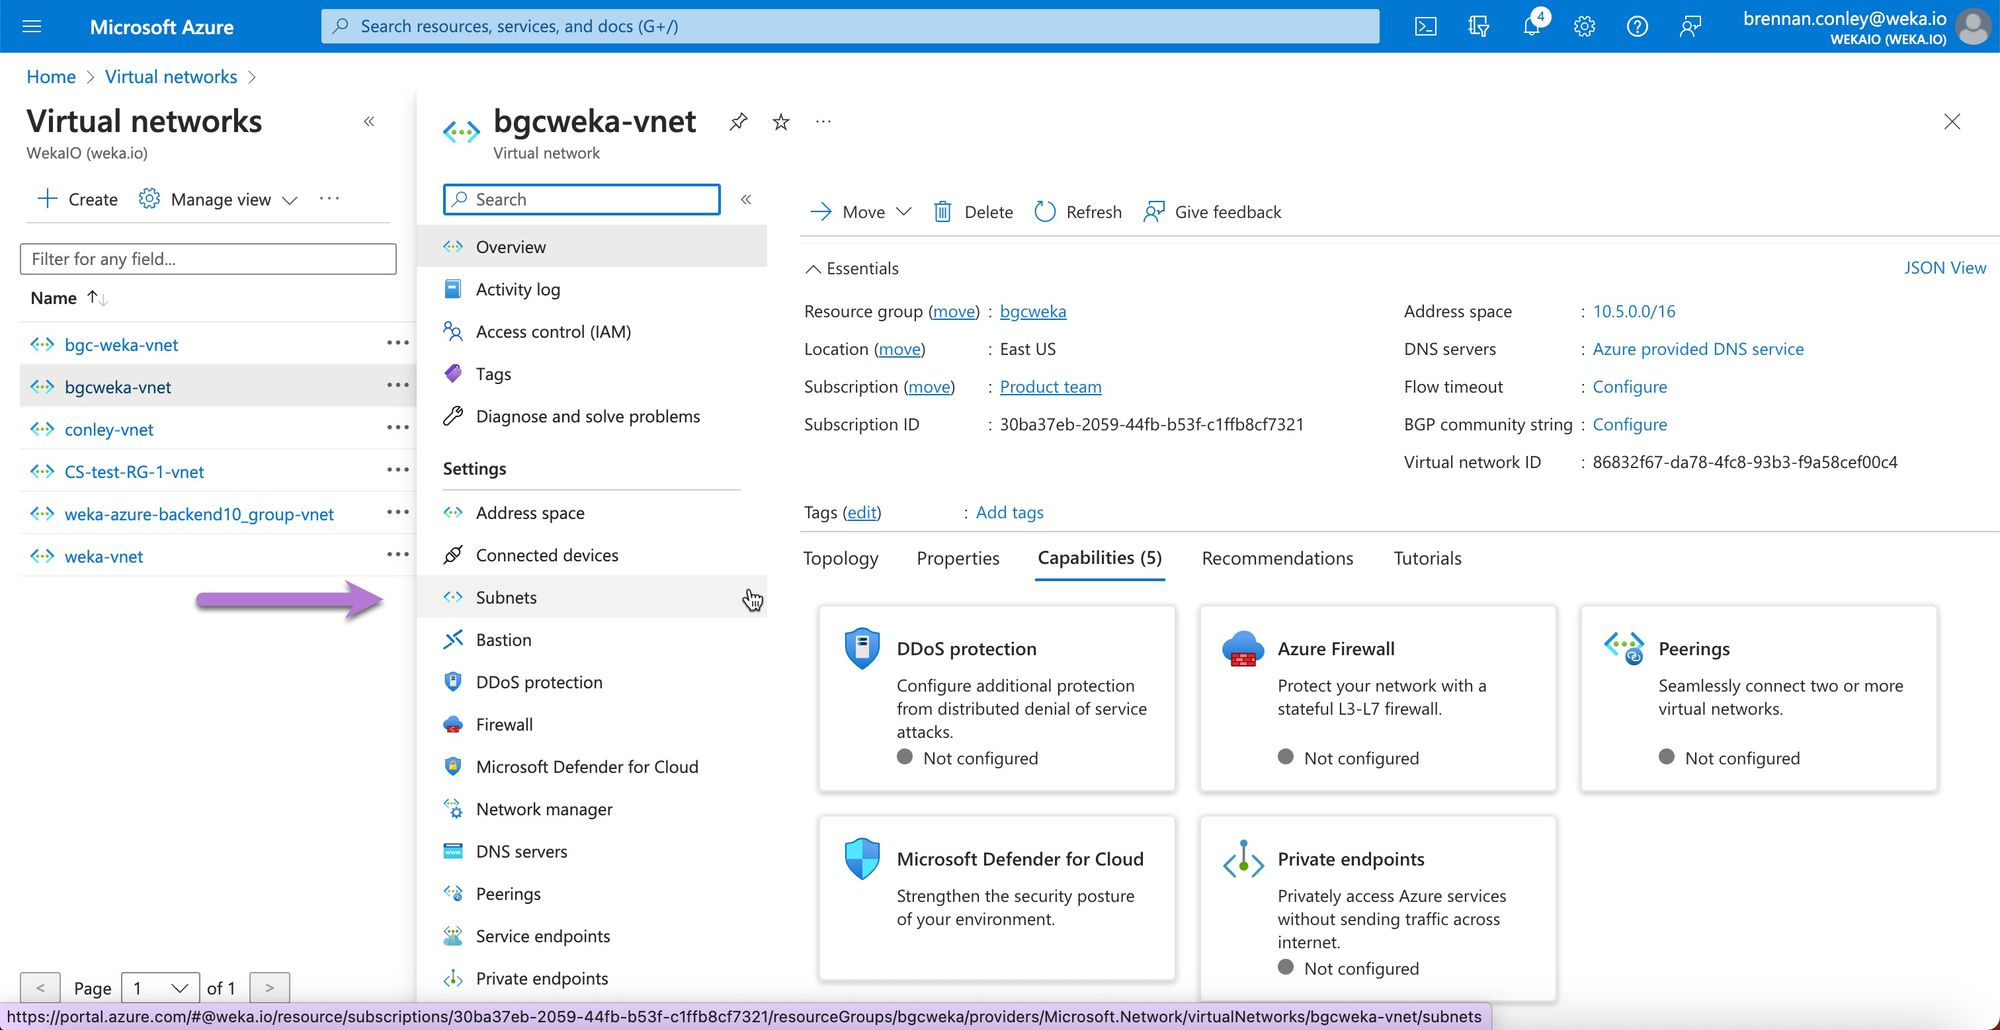 Microsoft Azure
Search resources, services, and docs (G+/)
4
brennan.conley@weka.io
WEKAIO (WEKA.IO)
Home > Virtual networks >
Virtual networks «
WekaIO (weka.io)
+ Create Manage view ...
Filter for any field...
Name ↑↓
bgc-weka-vnet ...
bgcweka-vnet ...
conley-vnet ...
CS-test-RG-1-vnet ...
weka-azure-backend10_group-vnet ...
weka-vnet ...
< Page 1 of 1 >
bgcweka-vnet ...
Virtual network
Search «
Overview
Activity log
Access control (IAM)
Tags
Diagnose and solve problems
Settings
Address space
Connected devices
Subnets
Bastion
DDoS protection
Firewall
Microsoft Defender for Cloud
Network manager
DNS servers
Peerings
Service endpoints
Private endpoints
Move Delete Refresh Give feedback
Essentials
JSON View
Resource group (move) : bgcweka
Location (move) : East US
Subscription (move) : Product team
Subscription ID : 30ba37eb-2059-44fb-b53f-c1ffb8cf7321
Address space : 10.5.0.0/16
DNS servers : Azure provided DNS service
Flow timeout : Configure
BGP community string : Configure
Virtual network ID : 86832f67-da78-4fc8-93b3-f9a58cef00c4
Tags (edit) : Add tags
Topology Properties Capabilities (5) Recommendations Tutorials
DDoS protection
Configure additional protection
from distributed denial of service
attacks.
Not configured
Azure Firewall
Protect your network with a
stateful L3-L7 firewall.
Not configured
Peerings
Seamlessly connect two or more
virtual networks.
Not configured
Microsoft Defender for Cloud
Strengthen the security posture
of your environment.
Private endpoints
Privately access Azure services
without sending traffic across
internet.
Not configured
https://portal.azure.com/#@weka.io/resource/subscriptions/30ba37eb-2059-44fb-b53f-c1ffb8cf7321/resourceGroups/bgcweka/providers/Microsoft.Network/virtualNetworks/bgcweka-vnet/subnets